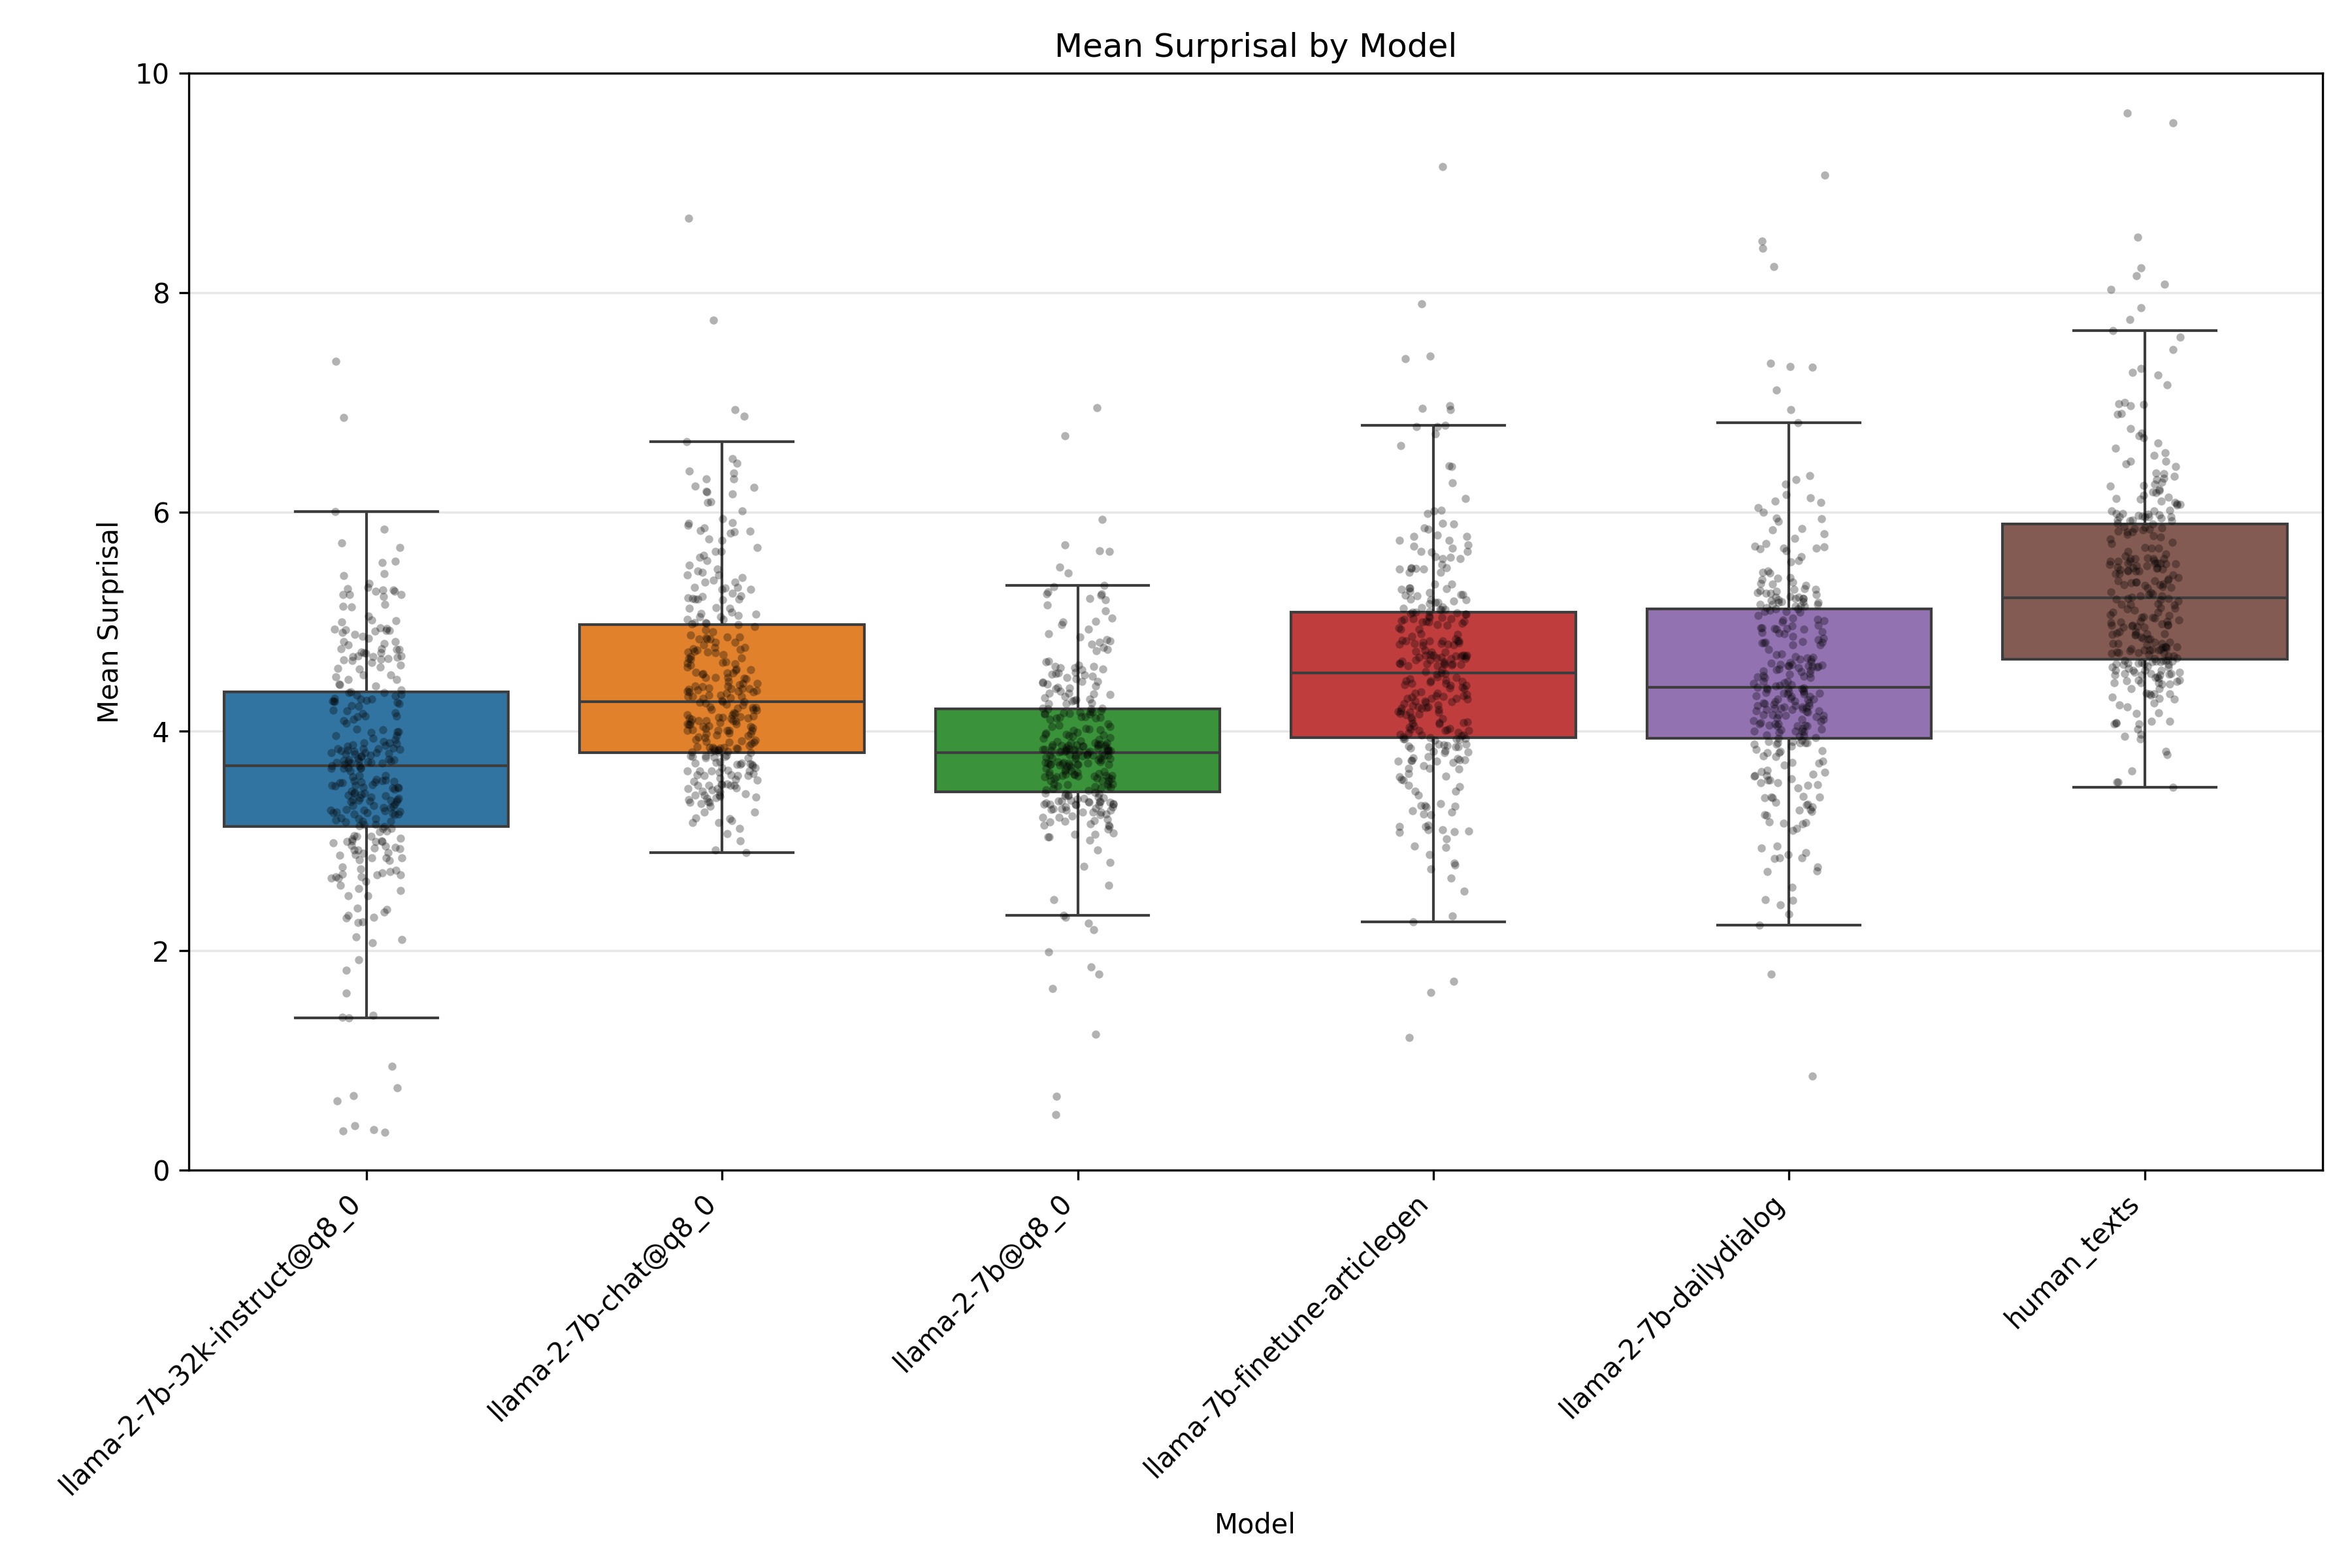 Mean Surprisal by Model
Mean Surprisal
10
8
6
4
2
0
llama-2-7b-32k-instruct@q8_0
llama-2-7b-chat@q8_0
llama-2-7b@q8_0
llama-7b-finetune-articlegen
llama-2-7b-dailydialog
human_texts
Model